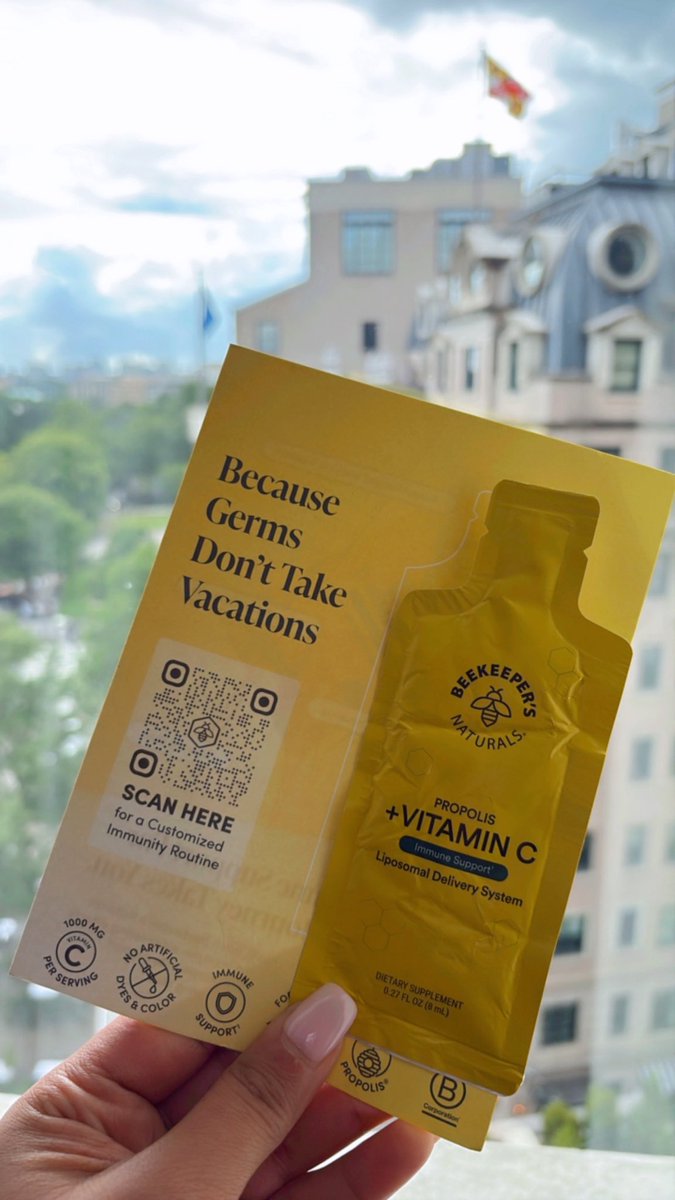 Because
Germs
Don't Take
Vacations
SCAN HERE
for a Customized
Immunity Routine
1000 MG
VITAMIN
C
PER SERVING
NO ARTIFICIAL
DYES & COLOR
IMMUNE
SUPPORT†
BEEKEEPER'S
NATURALS®
PROPOLIS
+VITAMIN C
Immune Support†
Liposomal Delivery System
DIETARY SUPPLEMENT
0.27 FL OZ (8 mL)
PROPOLIS®
B
Corporation